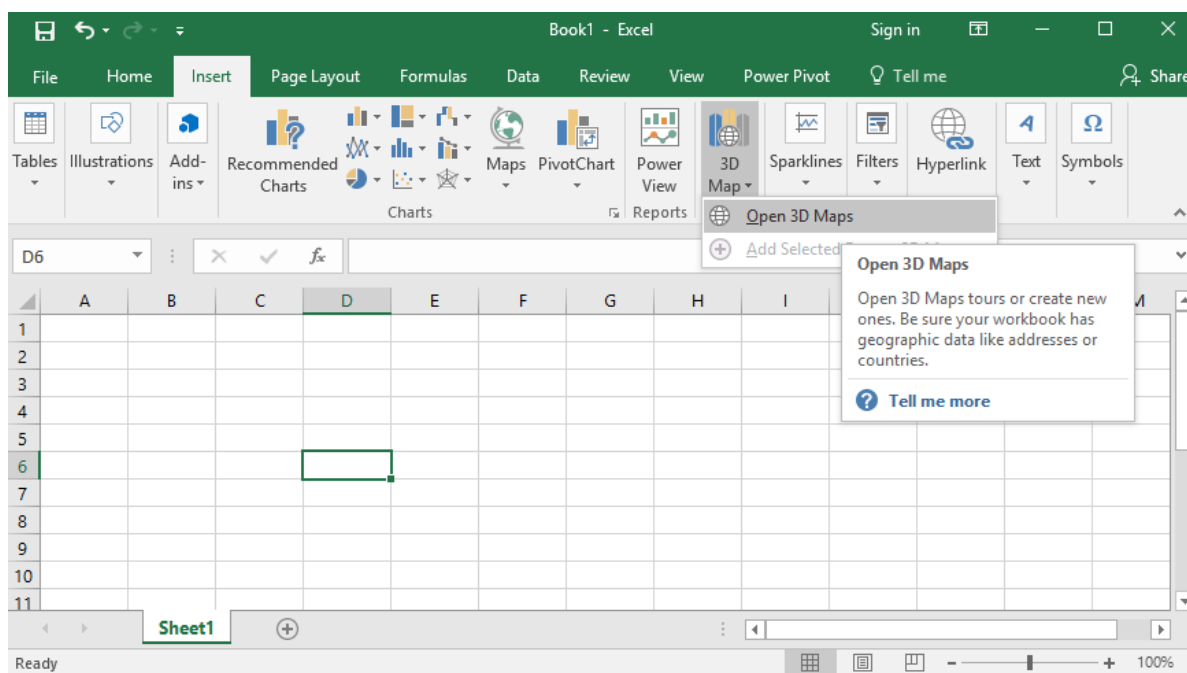 Book1 - Excel
Sign in
File Home Insert Page Layout Formulas Data Review View Power Pivot Tell me Share
Tables Illustrations Add-ins Recommended Charts Maps PivotChart Power View 3D Map Sparklines Filters Hyperlink Text Symbols
Charts Reports
Open 3D Maps
Add Selected
D6 fx
Open 3D Maps
Open 3D Maps tours or create new
ones. Be sure your workbook has
geographic data like addresses or
countries.
Tell me more
A B C D E F G H I M
1
2
3
4
5
6
7
8
9
10
11
Sheet1
Ready 100%